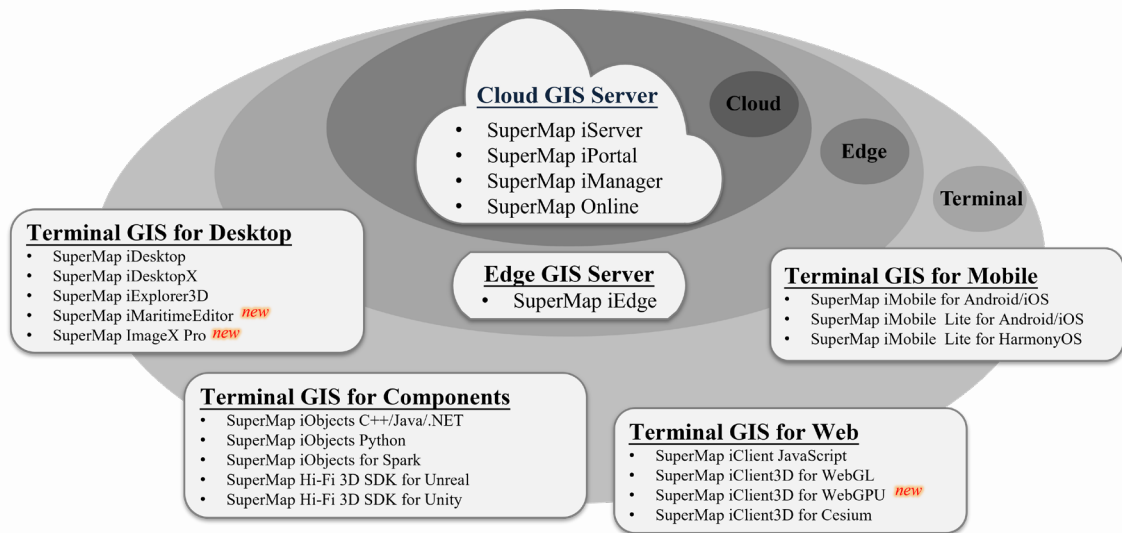 Cloud GIS Server
• SuperMap iServer
• SuperMap iPortal
• SuperMap iManager
• SuperMap Online
Cloud
Edge
Terminal
Terminal GIS for Desktop
• SuperMap iDesktop
• SuperMap iDesktopX
• SuperMap iExplorer3D
• SuperMap iMaritimeEditor new
• SuperMap ImageX Pro new
Edge GIS Server
• SuperMap iEdge
Terminal GIS for Mobile
• SuperMap iMobile for Android/iOS
• SuperMap iMobile Lite for Android/iOS
• SuperMap iMobile Lite for HarmonyOS
Terminal GIS for Components
• SuperMap iObjects C++/Java/.NET
• SuperMap iObjects Python
• SuperMap iObjects for Spark
• SuperMap Hi-Fi 3D SDK for Unreal
• SuperMap Hi-Fi 3D SDK for Unity
Terminal GIS for Web
• SuperMap iClient JavaScript
• SuperMap iClient3D for WebGL
• SuperMap iClient3D for WebGPU new
• SuperMap iClient3D for Cesium